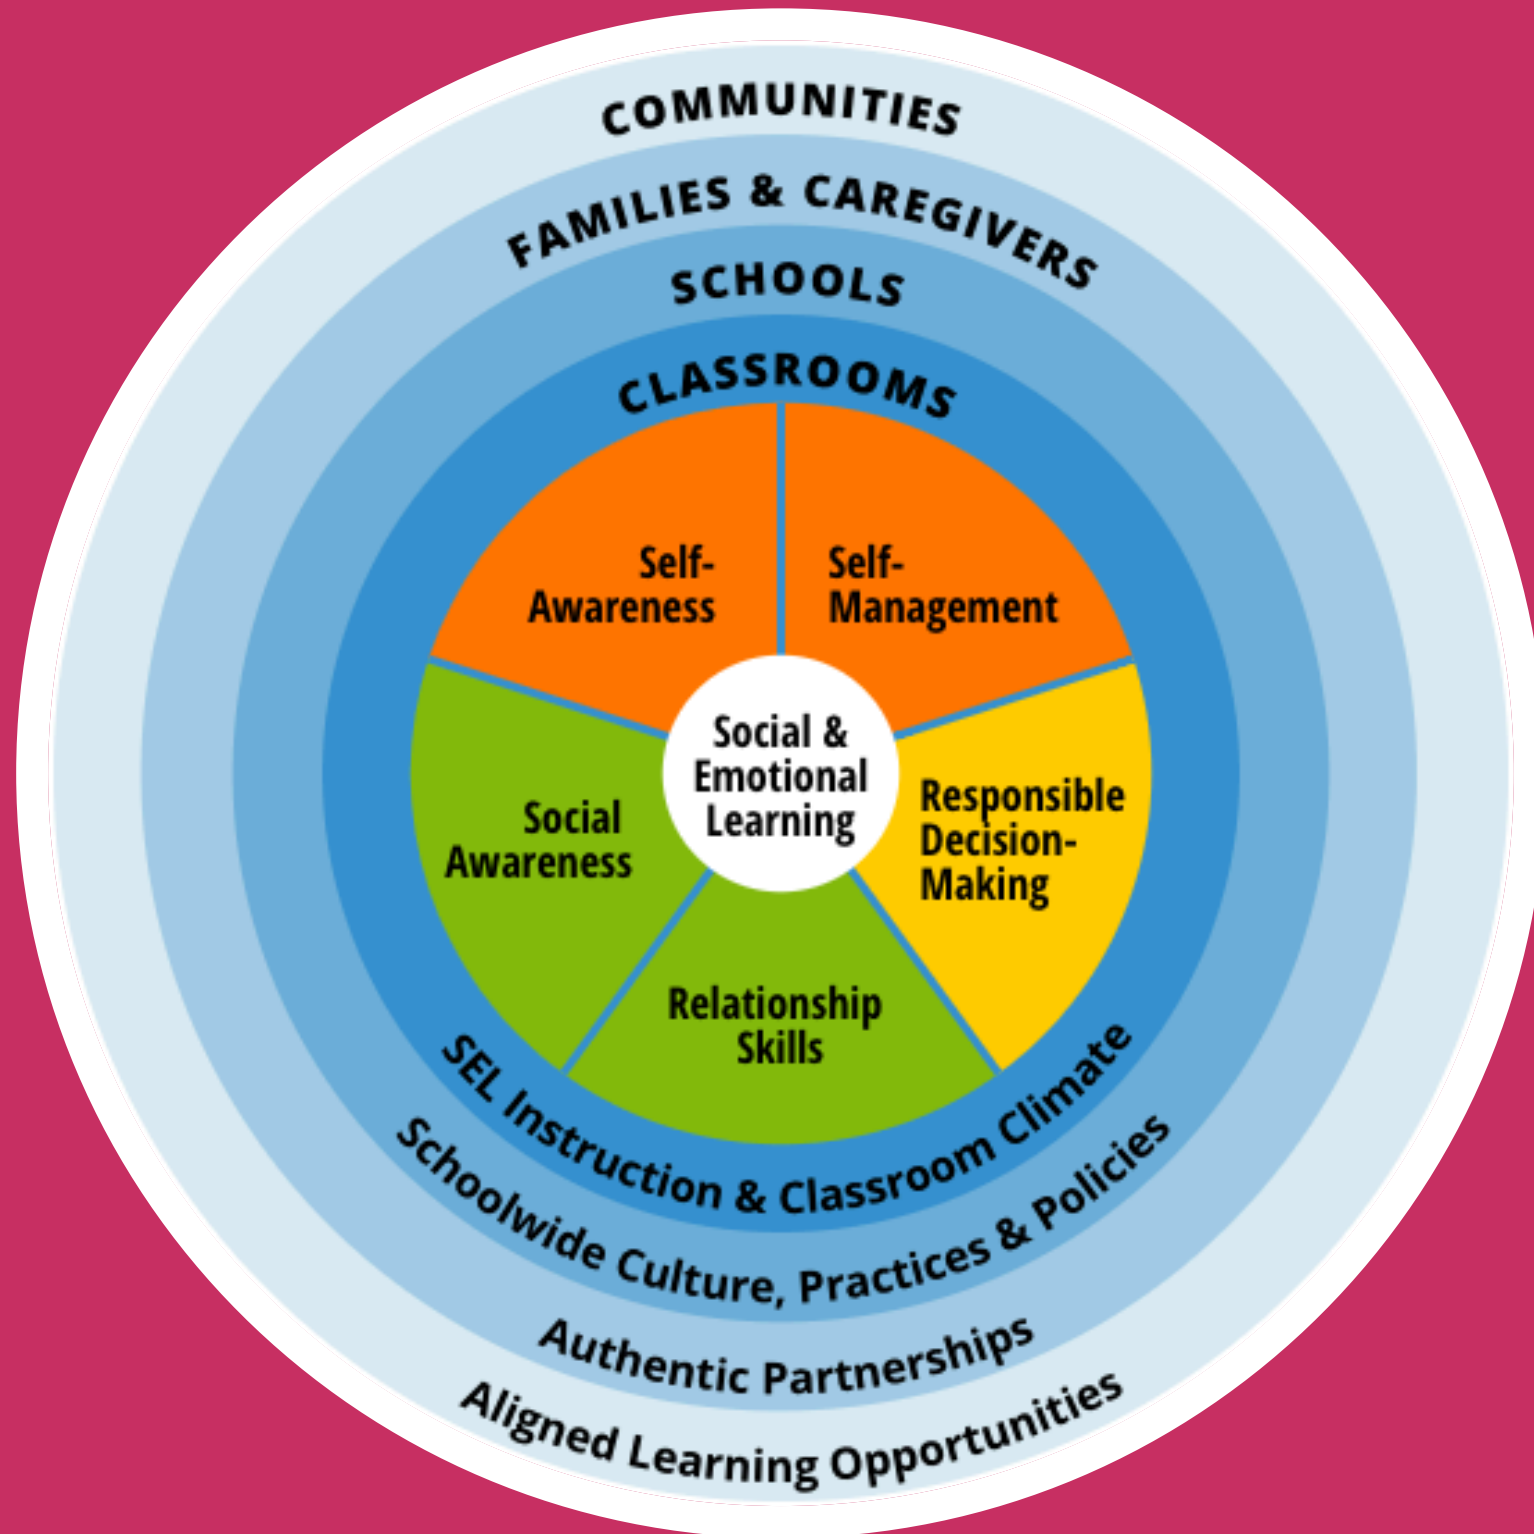 COMMUNITIES
FAMILIES & CAREGIVERS
SCHOOLS
CLASSROOMS
Self-
Awareness
Self-
Management
Social &
Emotional
Learning
Social
Awareness
Responsible
Decision-
Making
Relationship
Skills
SEL Instruction & Classroom Climate
Schoolwide Culture, Practices & Policies
Authentic Partnerships
Aligned Learning Opportunities